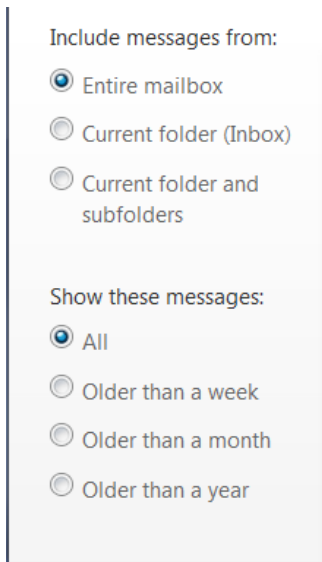 Include messages from:
Entire mailbox
Current folder (Inbox)
Current folder and
subfolders
Show these messages:
All
Older than a week
Older than a month
Older than a year